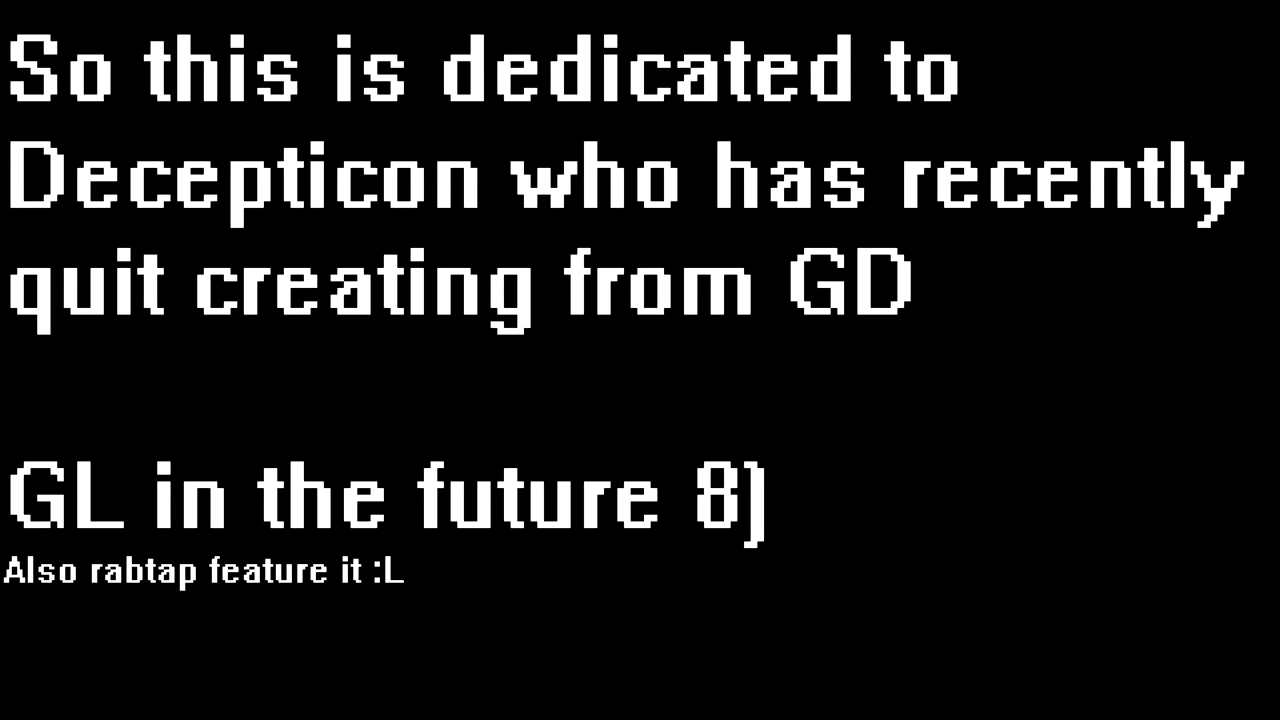 So this is dedicated to
Decepticon who has recently
quit creating from GD
GL in the future 8)
Also rabtap feature it :L